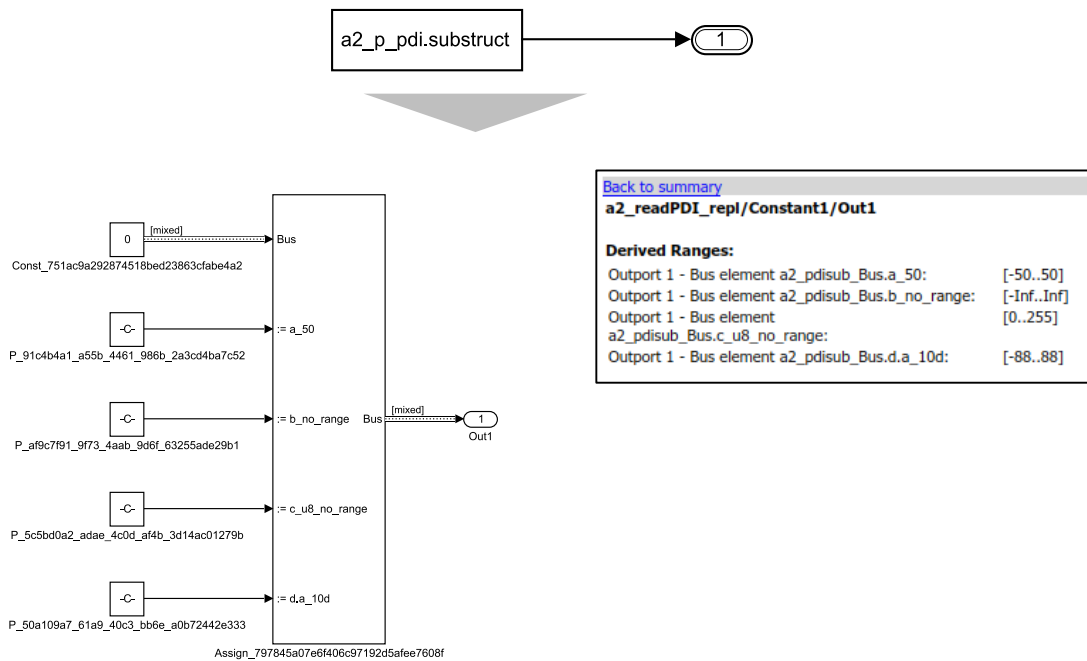 a2_p_pdi.substruct
1
0
[mixed]
Bus
Const_751ac9a292874518bed23863cfabe4a2
-C-
:= a_50
P_91c4b4a1_a55b_4461_986b_2a3cd4ba7c52
-C-
:= b_no_range
Bus
[mixed]
1
Out1
P_af9c7f91_9f73_4aab_9d6f_63255ade29b1
-C-
:= c_u8_no_range
P_5c5bd0a2_adae_4c0d_af4b_3d14ac01279b
-C-
:= d.a_10d
P_50a109a7_61a9_40c3_bb6e_a0b72442e333
Assign_797845a07e6f406c97192d5afee7608f
Back to summary
a2_readPDI_repl/Constant1/Out1
Derived Ranges:
Outport 1 - Bus element a2_pdisub_Bus.a_50: [-50..50]
Outport 1 - Bus element a2_pdisub_Bus.b_no_range: [-Inf..Inf]
Outport 1 - Bus element [0..255]
a2_pdisub_Bus.c_u8_no_range:
Outport 1 - Bus element a2_pdisub_Bus.d.a_10d: [-88..88]